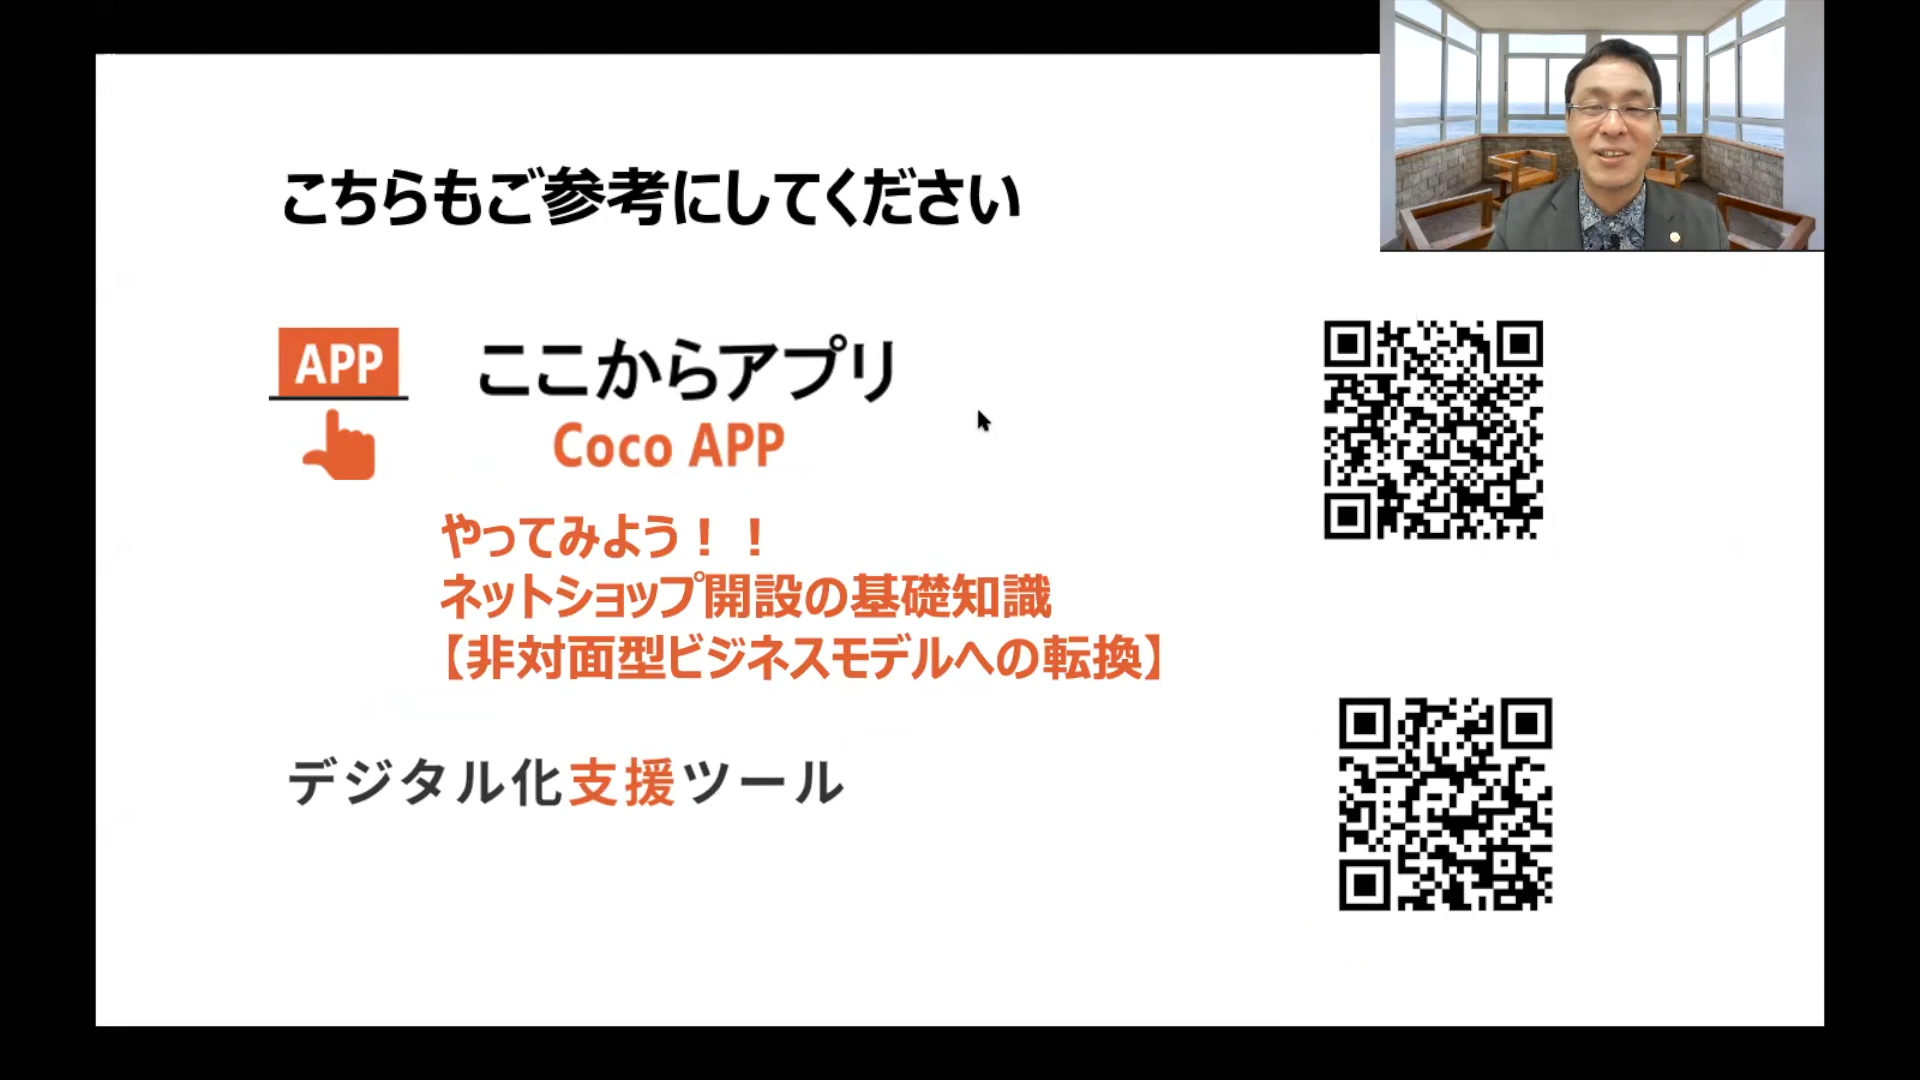 こちらもご参考にしてください
APP
ここからアプリ
Coco APP
やってみよう！！
ネットショップ開設の基礎知識
【非対面型ビジネスモデルへの転換】
デジタル化支援ツール